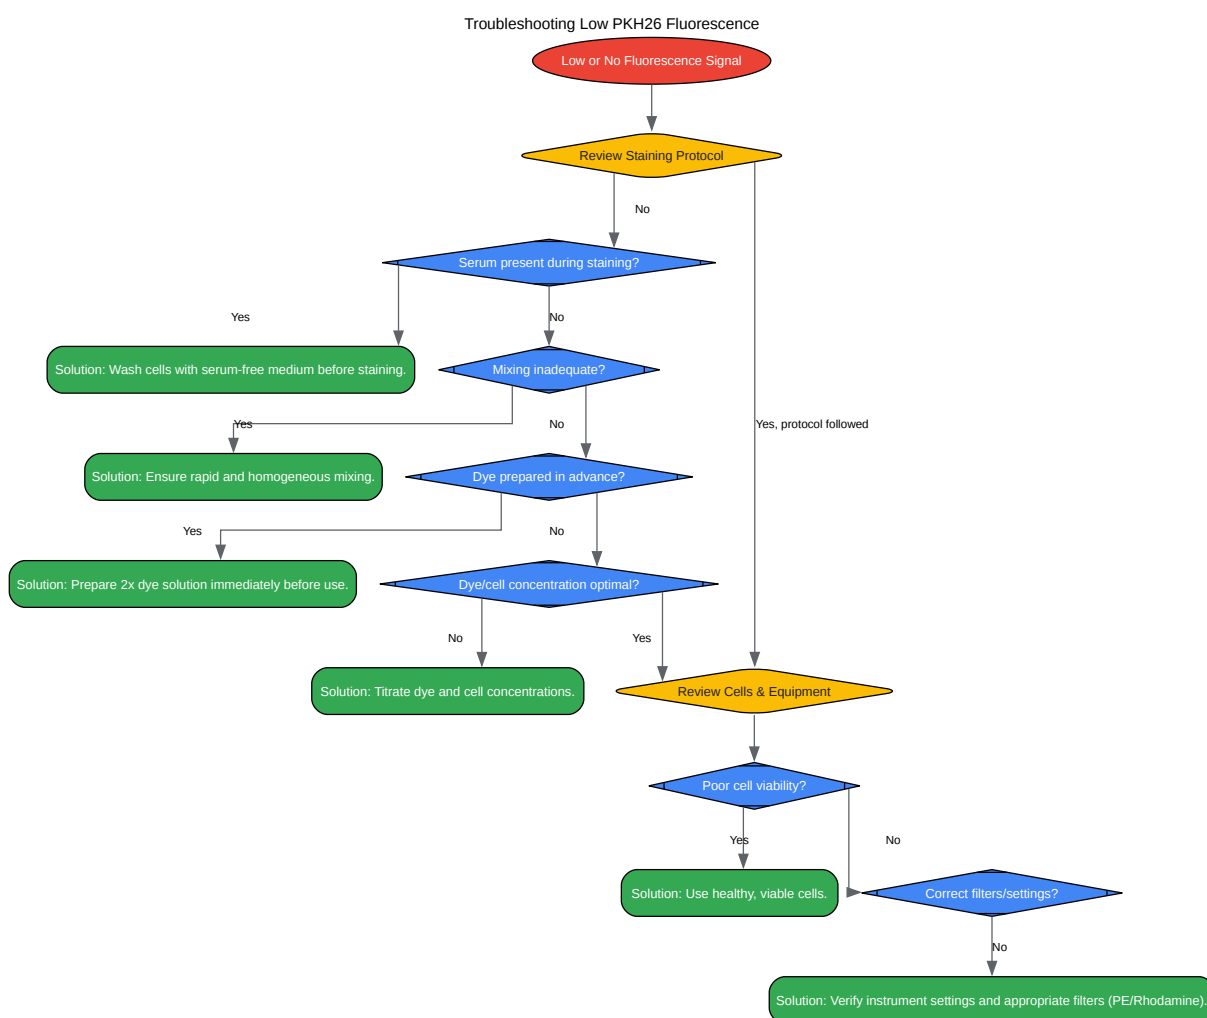 Troubleshooting Low PKH26 Fluorescence
Low or No Fluorescence Signal
Review Staining Protocol
No
Serum present during staining?
Yes
No
Solution: Wash cells with serum-free medium before staining.
Mixing inadequate?
Yes
No
Yes, protocol followed
Solution: Ensure rapid and homogeneous mixing.
Dye prepared in advance?
Yes
No
Solution: Prepare 2x dye solution immediately before use.
Dye/cell concentration optimal?
No
Yes
Solution: Titrate dye and cell concentrations.
Review Cells & Equipment
Poor cell viability?
Yes
No
Solution: Use healthy, viable cells.
Correct filters/settings?
No
Solution: Verify instrument settings and appropriate filters (PE/Rhodamine).